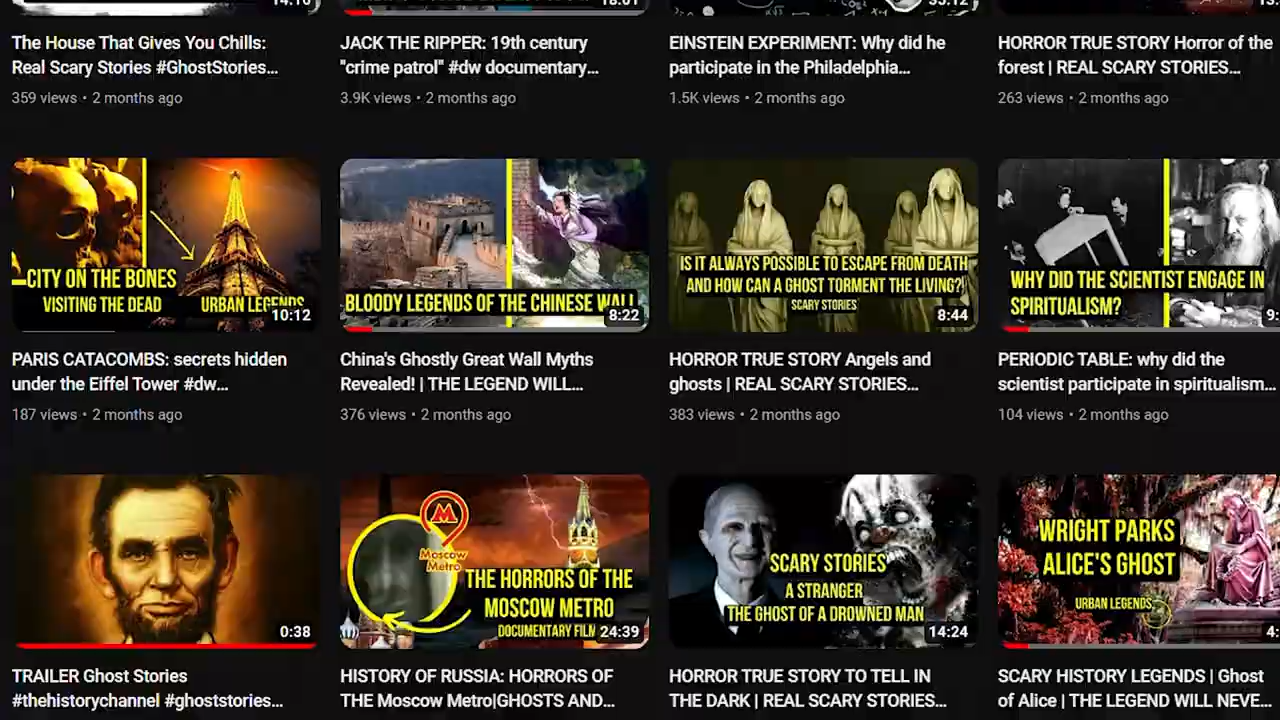 14:16
18:01
35:12
The House That Gives You Chills:
Real Scary Stories #GhostStories...
359 views • 2 months ago
JACK THE RIPPER: 19th century
"crime patrol" #dw documentary...
3.9K views • 2 months ago
EINSTEIN EXPERIMENT: Why did he
participate in the Philadelphia...
1.5K views • 2 months ago
HORROR TRUE STORY Horror of the
forest | REAL SCARY STORIES...
263 views • 2 months ago
CITY ON THE BONES
VISITING THE DEAD
URBAN LEGENDS
10:12
PARIS CATACOMBS: secrets hidden
under the Eiffel Tower #dw...
187 views • 2 months ago
BLOODY LEGENDS OF THE CHINESE WALL
8:22
China's Ghostly Great Wall Myths
Revealed! | THE LEGEND WILL...
376 views • 2 months ago
IS IT ALWAYS POSSIBLE TO ESCAPE FROM DEATH
AND HOW CAN A GHOST TORMENT THE LIVING?
SCARY STORIES
8:44
HORROR TRUE STORY Angels and
ghosts | REAL SCARY STORIES...
383 views • 2 months ago
WHY DID THE SCIENTIST ENGAGE IN
SPIRITUALISM?
9:
PERIODIC TABLE: why did the
scientist participate in spiritualism...
104 views • 2 months ago
0:38
TRAILER Ghost Stories
#thehistorychannel #ghoststories...
M
Moscow
Metro
THE HORRORS OF THE
MOSCOW METRO
DOCUMENTARY FILM
24:39
HISTORY OF RUSSIA: HORRORS OF
THE Moscow Metro|GHOSTS AND...
SCARY STORIES
A STRANGER
THE GHOST OF A DROWNED MAN
14:24
HORROR TRUE STORY TO TELL IN
THE DARK | REAL SCARY STORIES...
WRIGHT PARKS
ALICE'S GHOST
URBAN LEGENDS
4:
SCARY HISTORY LEGENDS | Ghost
of Alice | THE LEGEND WILL NEVE...